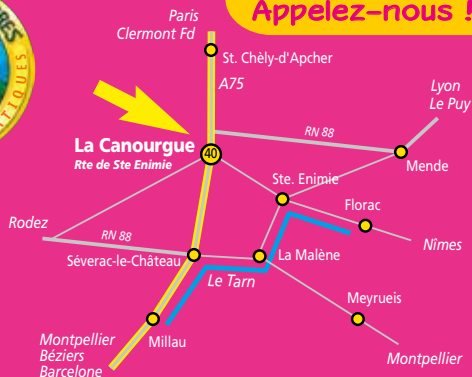 Appelez-nous !
Paris
Clermont Fd
St. Chèly-d'Apcher
A75
Lyon
Le Puy
RN 88
La Canourgue
Rte de Ste Enimie
40
Mende
Ste. Enimie
Florac
Rodez
RN 88
Nîmes
Séverac-le-Château
La Malène
Le Tarn
Meyrueis
Millau
Montpellier
Béziers
Barcelone
Montpellier